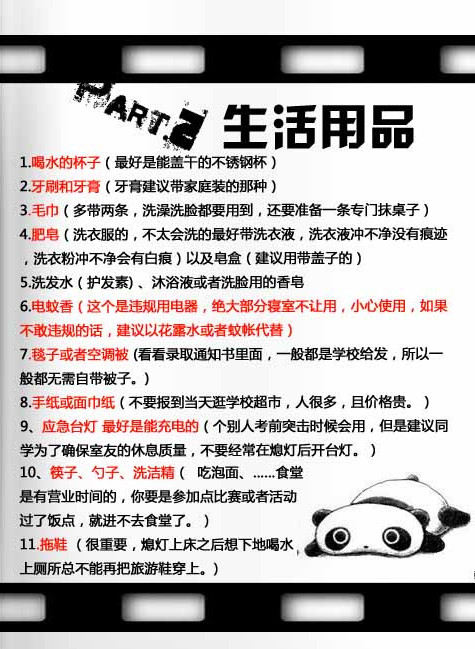 PART.2 生活用品
1.喝水的杯子（最好是能盖干的不锈钢杯）
2.牙刷和牙膏（牙膏建议带家庭装的那种）
3.毛巾（多带两条，洗澡洗脸都要用到，还要准备一条专门抹桌子）
4.肥皂（洗衣服的，不太会洗的最好带洗衣液，洗衣液冲不净没有痕迹
，洗衣粉冲不净会有白痕）以及皂盒（建议用带盖子的）
5.洗发水（护发素）、沐浴液或者洗脸用的香皂
6.电蚊香（这个是违规用电器，绝大部分寝室不让用，小心使用，如果
不敢违规的话，建议以花露水或者蚊帐代替）
7.毯子或者空调被 (看看录取通知书里面，一般都是学校给发，所以一
般都无需自带被子。)
8.手纸或面巾纸（不要报到当天逛学校超市，人很多，且价格贵。）
9、应急台灯 最好是能充电的（个别人考前突击时候会用，但是建议同
学为了确保室友的休息质量，不要经常在熄灯后开台灯。）
10、筷子、勺子、洗洁精（ 吃泡面、......食堂
是有营业时间的，你要是参加点比赛或者活动
过了饭点，就进不去食堂了。）
11.拖鞋 （很重要，熄灯上床之后想下地喝水
上厕所总不能再把旅游鞋穿上。)